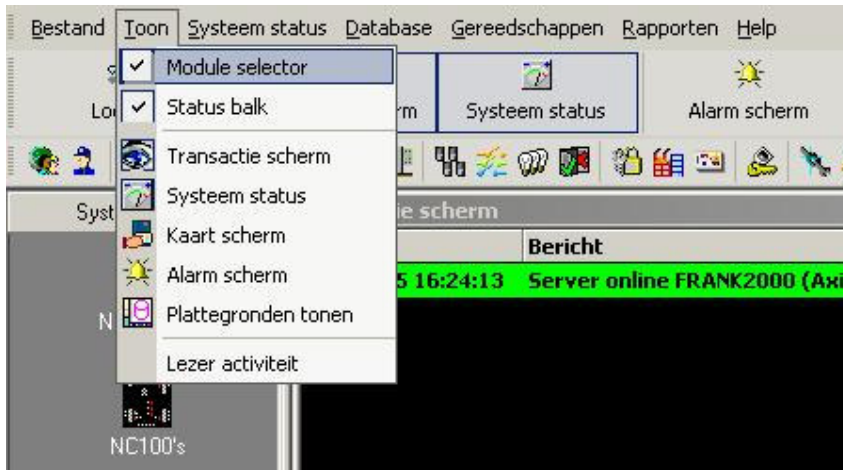 Bestand Toon Systeem status Database Gereedschappen Rapporten Help
Systeem status Alarm scherm
Module selector
Status balk
Transactie scherm
Systeem status
Kaart scherm
Alarm scherm
Plattegronden tonen
Lezer activiteit
scherm
Bericht
16:24:13 Server online FRANK2000
NC100's